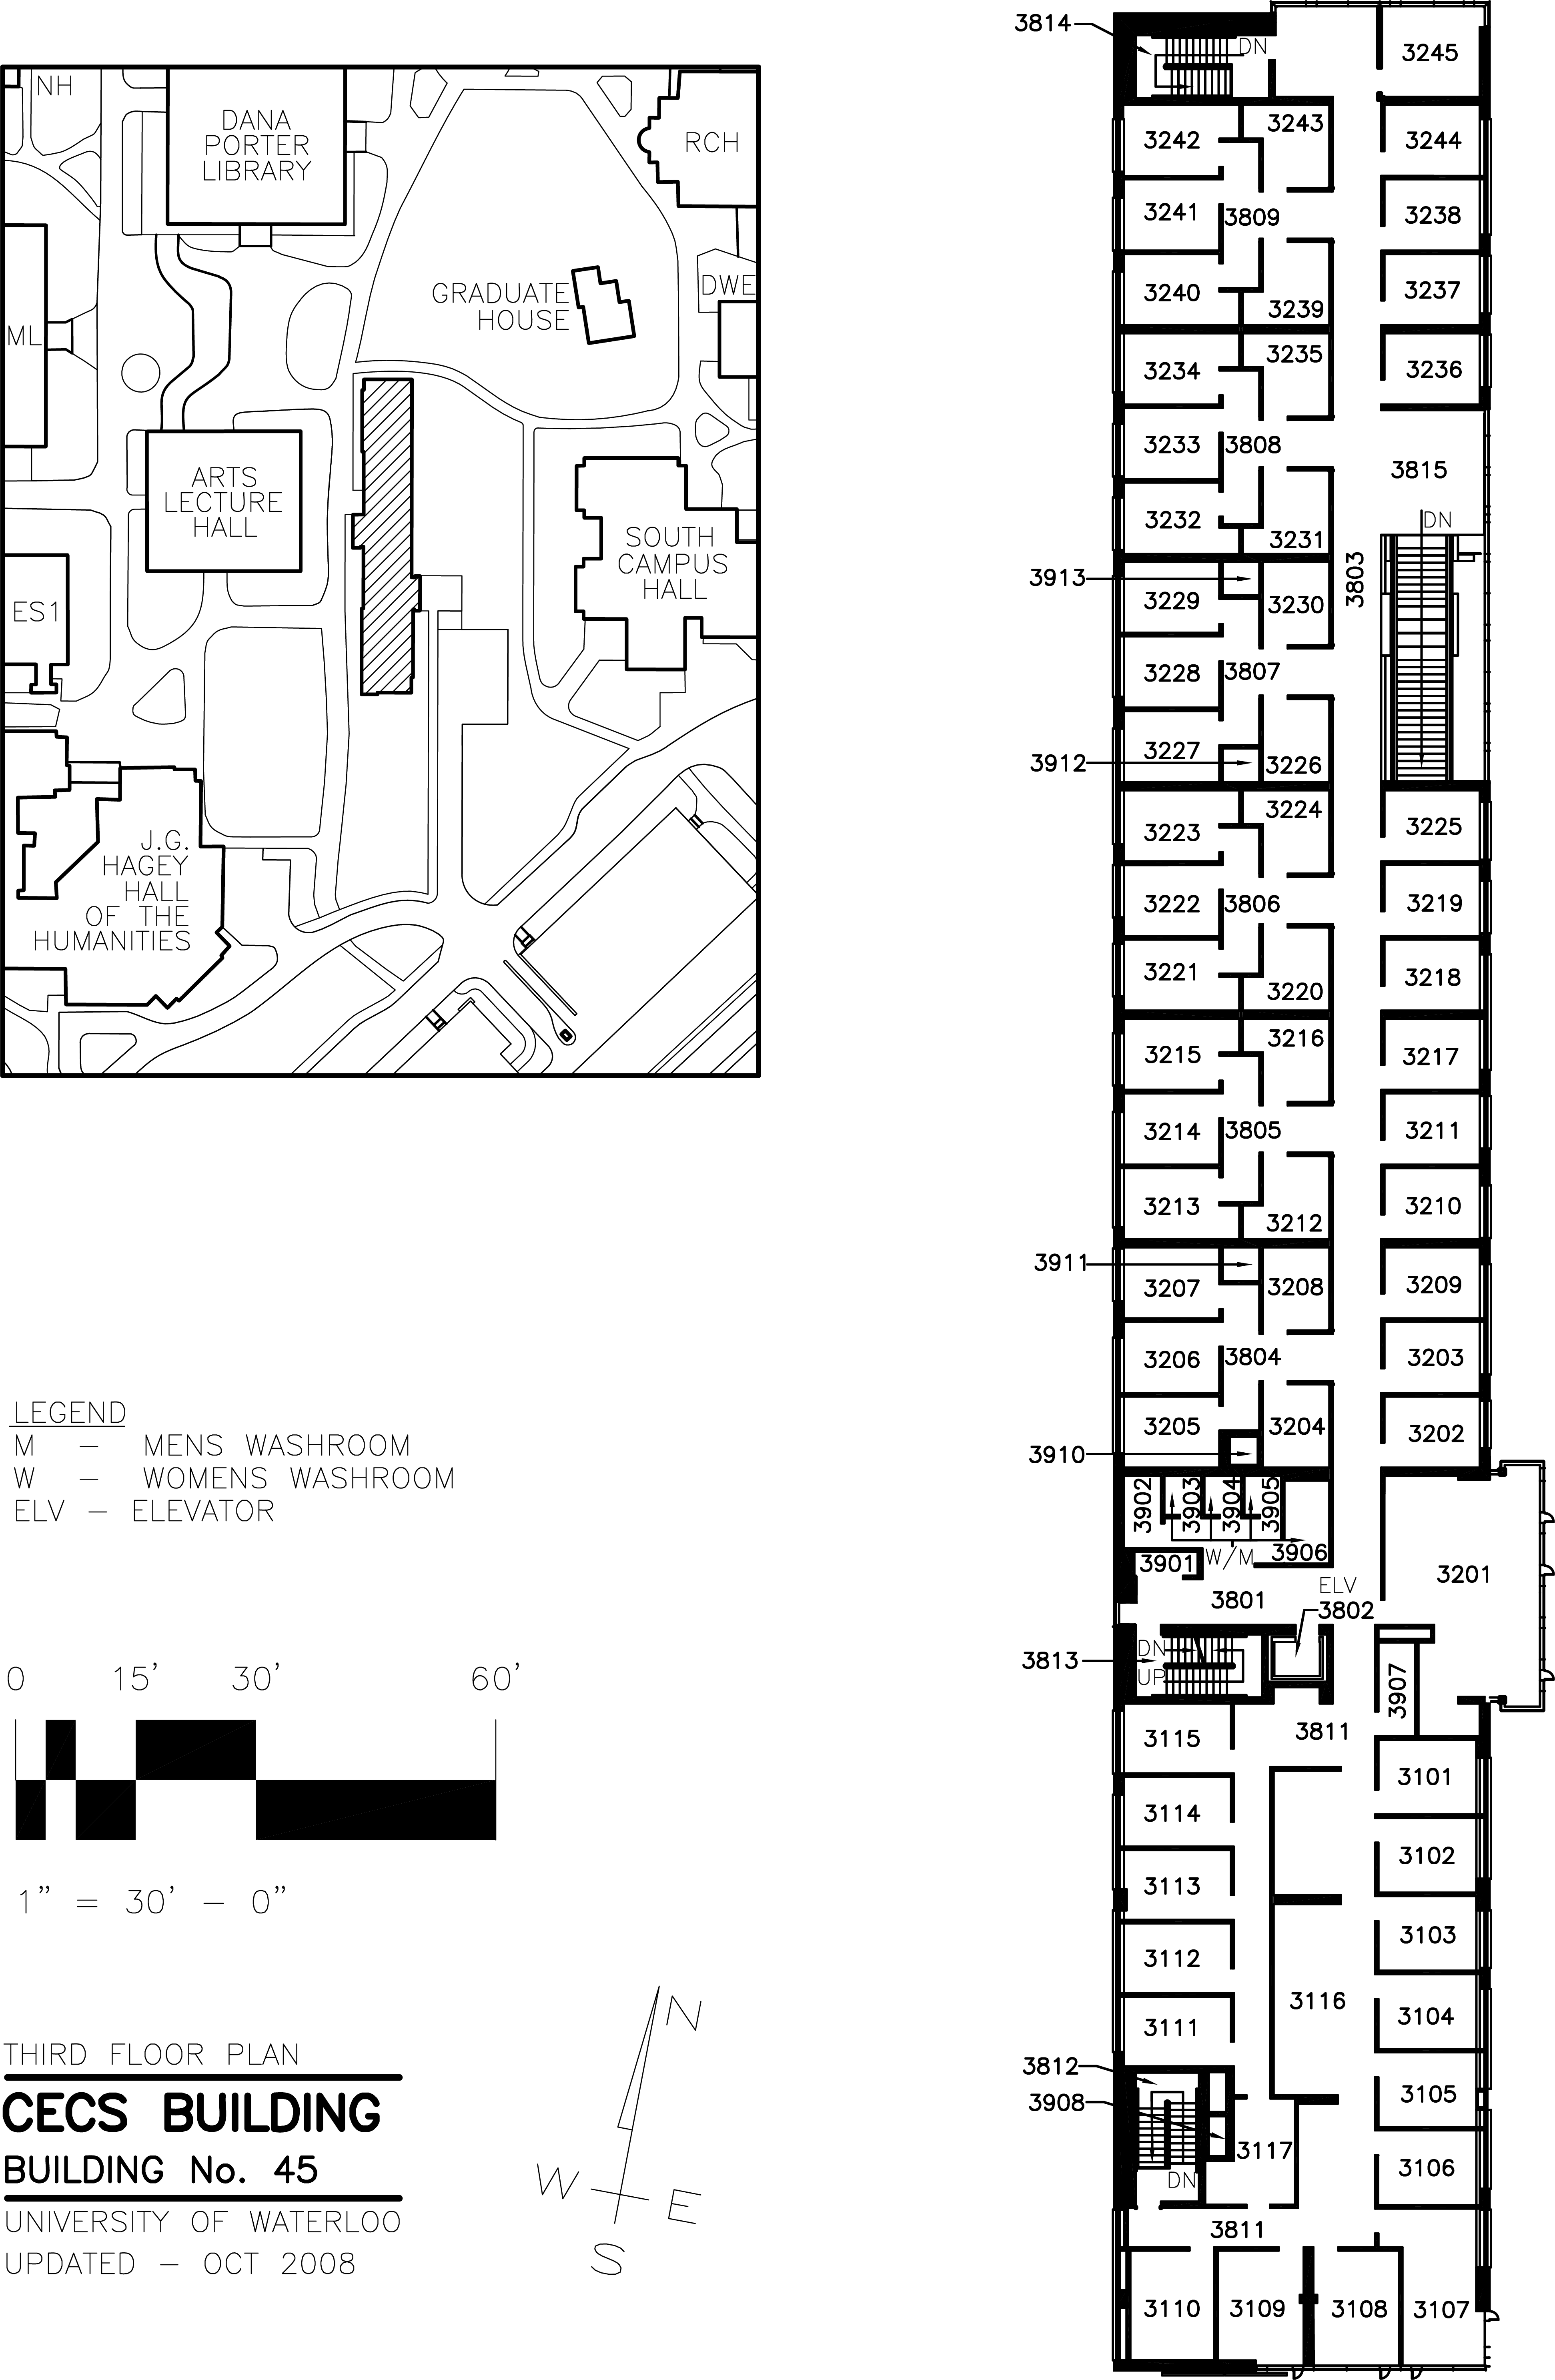 NH
DANA
PORTER
LIBRARY
RCH
GRADUATE
HOUSE
DWE
ML
ARTS
LECTURE
HALL
SOUTH
CAMPUS
HALL
ES1
J.G.
HAGEY
HALL
OF THE
HUMANITIES
LEGEND
M – MENS WASHROOM
W – WOMENS WASHROOM
ELV – ELEVATOR
0 15' 30' 60'
1" = 30' – 0"
N
W E
S
THIRD FLOOR PLAN
CECS BUILDING
BUILDING No. 45
UNIVERSITY OF WATERLOO
UPDATED – OCT 2008
3814
DN
3245
3243
3242
3244
3241
3809
3238
3240
3239
3237
3235
3234
3236
3233
3808
3815
3232
3231
DN
3803
3913
3229
3230
3228
3807
3227
3912
3226
3224
3223
3225
3222
3806
3219
3221
3220
3218
3216
3215
3217
3214
3805
3211
3213
3212
3210
3911
3207
3208
3209
3206
3804
3203
3205
3204
3202
3910
3902
3903
3904
3905
3901
W/M
3906
3201
ELV
3801
3802
DN
3813
UP
3907
3115
3811
3101
3114
3102
3113
3103
3112
3116
3104
3111
3812
3105
3908
3117
3106
DN
3811
3110
3109
3108
3107